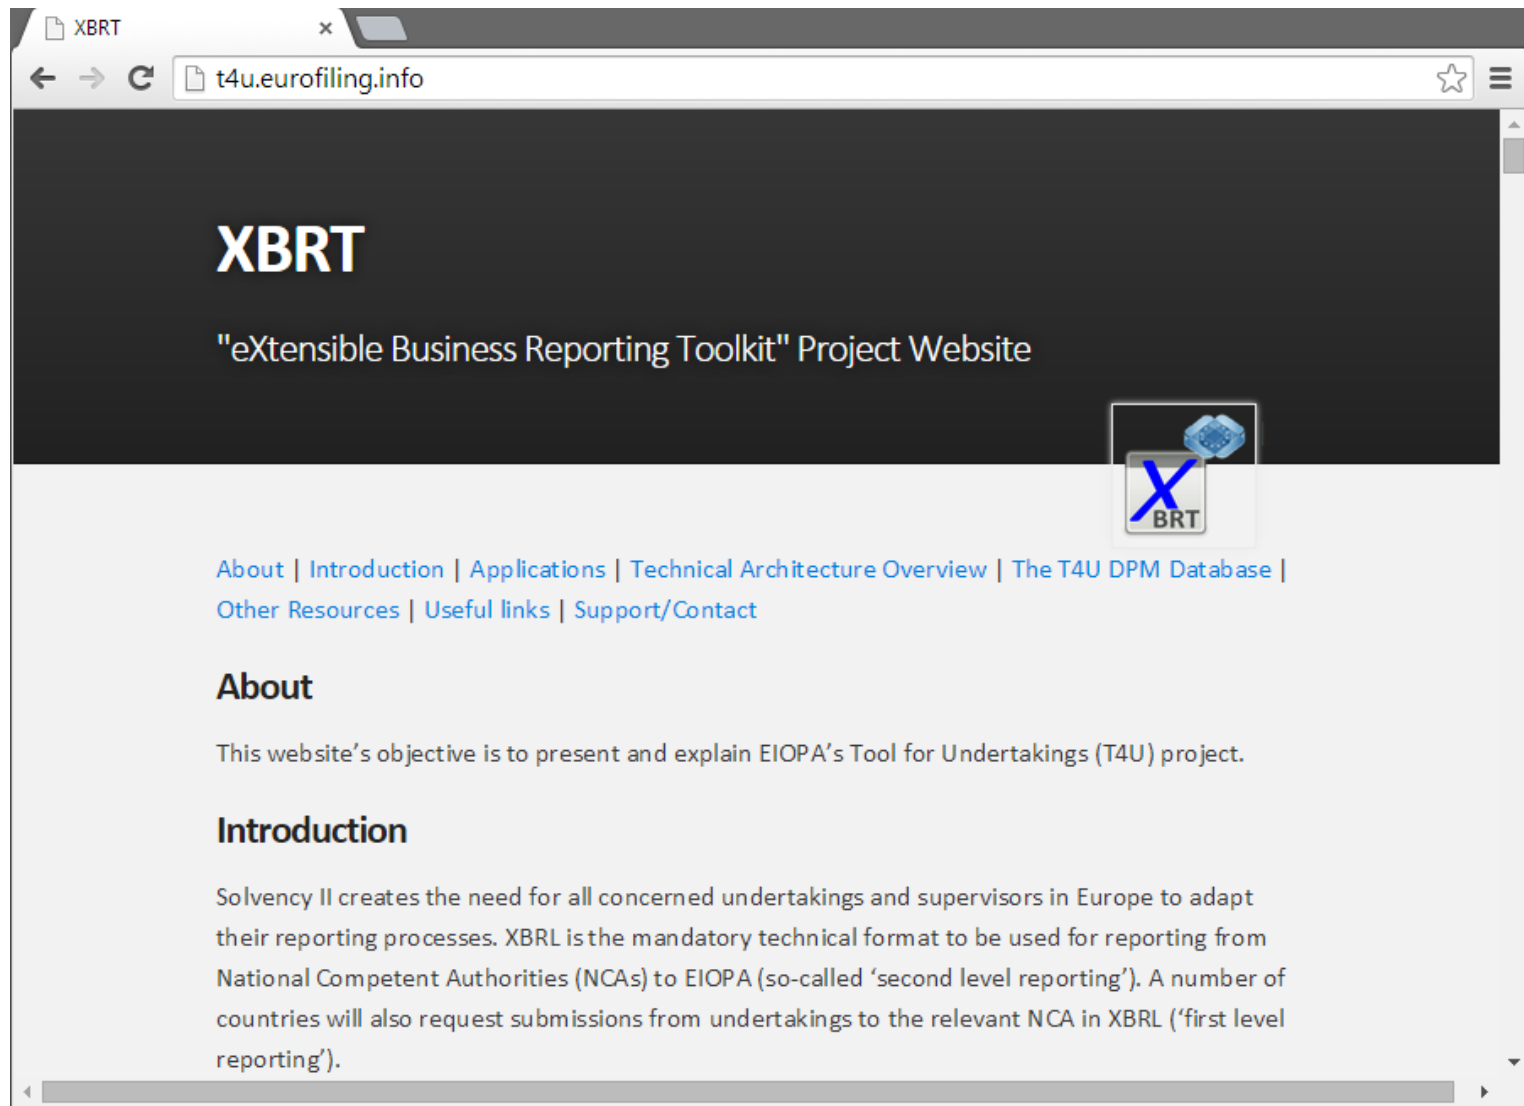 XBRT
t4u.eurofiling.info
XBRT
"eXtensible Business Reporting Toolkit" Project Website
X
BRT
About | Introduction | Applications | Technical Architecture Overview | The T4U DPM Database |
Other Resources | Useful links | Support/Contact
About
This website’s objective is to present and explain EIOPA’s Tool for Undertakings (T4U) project.
Introduction
Solvency II creates the need for all concerned undertakings and supervisors in Europe to adapt
their reporting processes. XBRL is the mandatory technical format to be used for reporting from
National Competent Authorities (NCAs) to EIOPA (so-called ‘second level reporting’). A number of
countries will also request submissions from undertakings to the relevant NCA in XBRL (‘first level
reporting’).